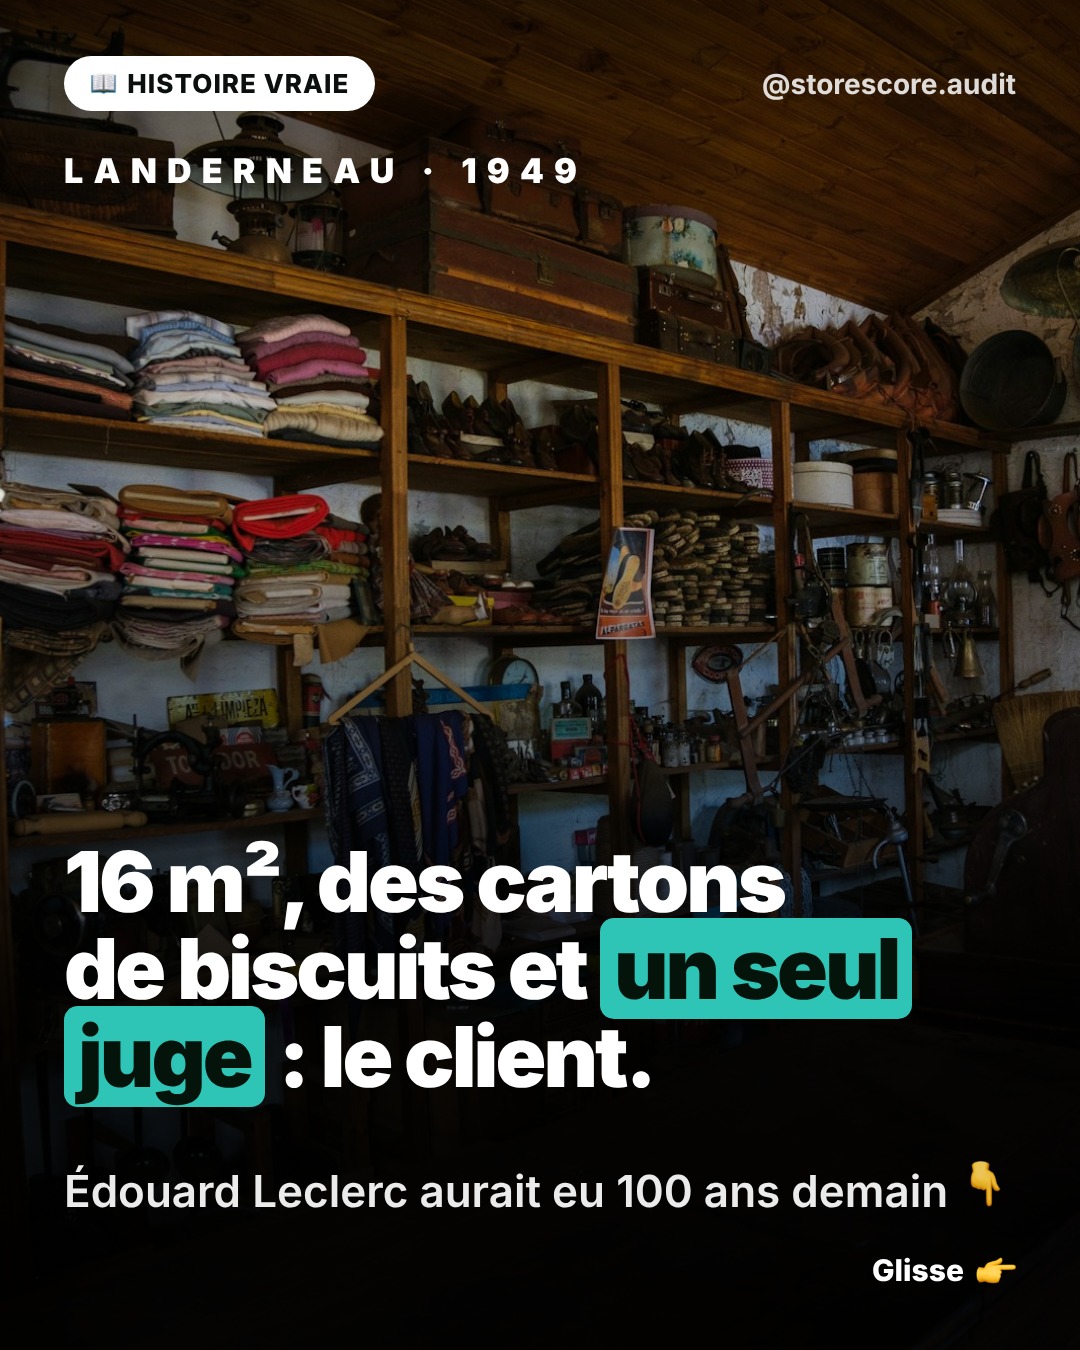 📖 HISTOIRE VRAIE
@storescore.audit
LANDERNEAU · 1949
ALPARGATAS
16 m², des cartons
de biscuits et un seul
juge : le client.
Édouard Leclerc aurait eu 100 ans demain 👇
Glisse 👉